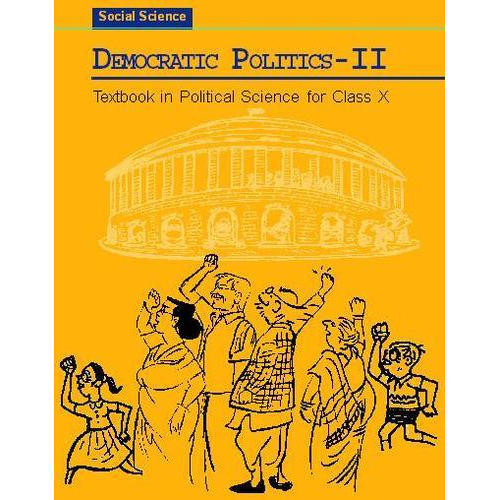 Social Science
DEMOCRATIC POLITICS-II
Textbook in Political Science for Class X